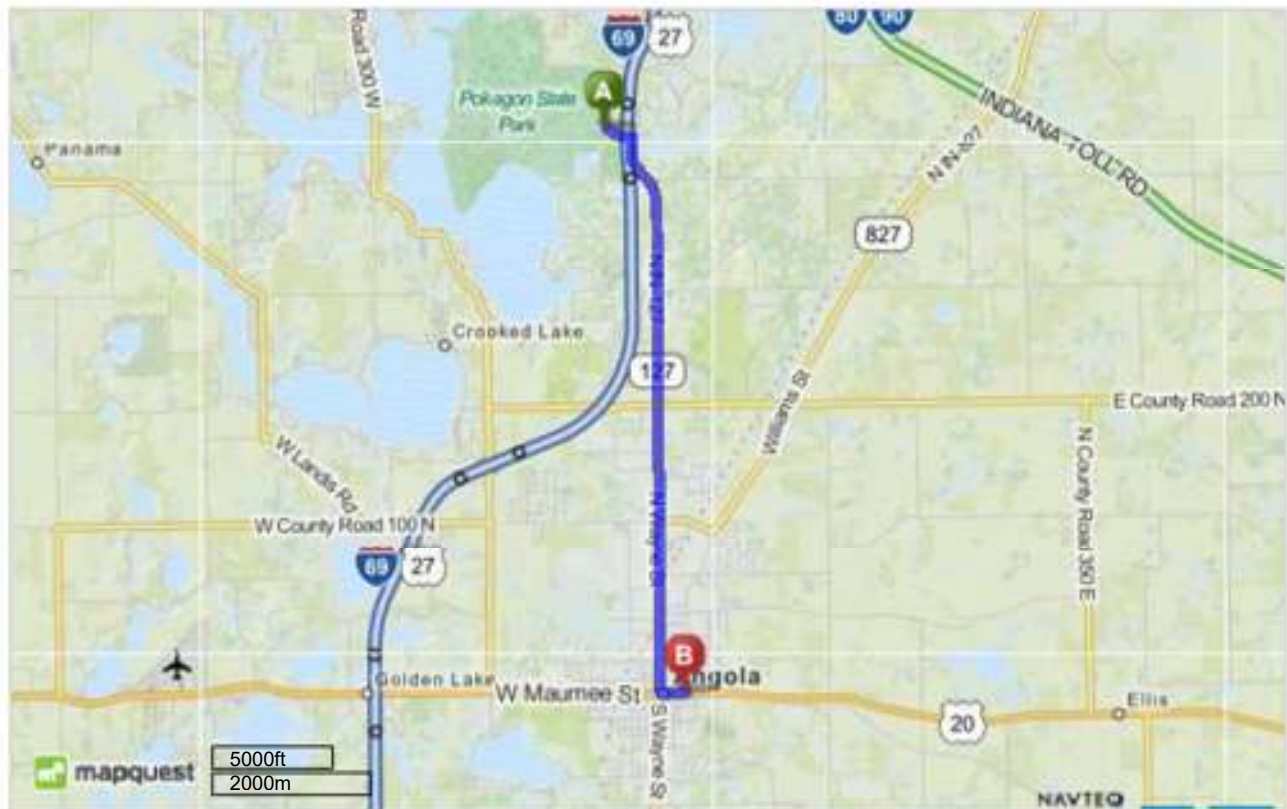 80 90
69 27
Road 300 W
A
Pokagon State
Park
INDIANA TOLL RD
Panama
N IN-827
827
Crooked Lake
127
E County Road 200 N
Williams St
W Landis Rd
N County Road 350 E
N Wayne St
W County Road 100 N
69 27
B
Angola
Golden Lake
W Maumee St
Ellis
20
S Wayne St
mapquest
5000ft
2000m
NAVTEQ